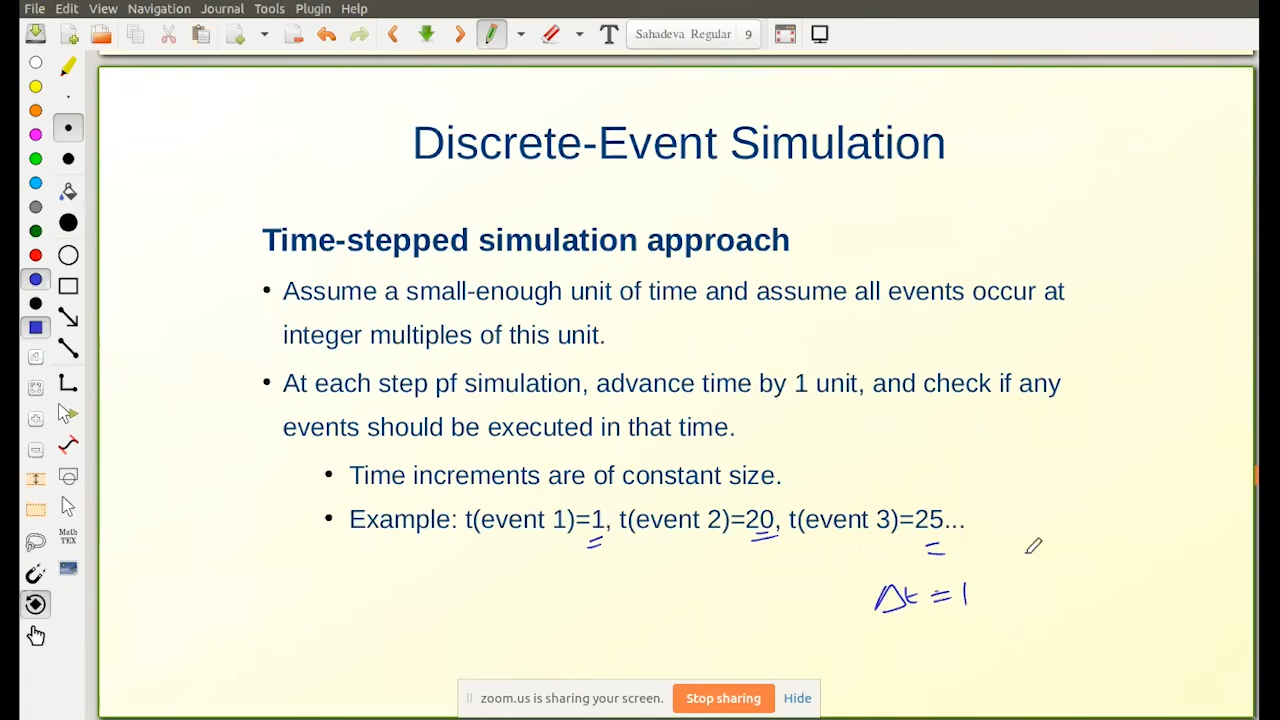 File Edit View Navigation Journal Tools Plugin Help
Sahadeva Regular 9
Discrete-Event Simulation
Time-stepped simulation approach
• Assume a small-enough unit of time and assume all events occur at
integer multiples of this unit.
• At each step pf simulation, advance time by 1 unit, and check if any
events should be executed in that time.
• Time increments are of constant size.
• Example: t(event 1)=1, t(event 2)=20, t(event 3)=25...
Δt = 1
Math
TEX
zoom.us is sharing your screen. Stop sharing Hide